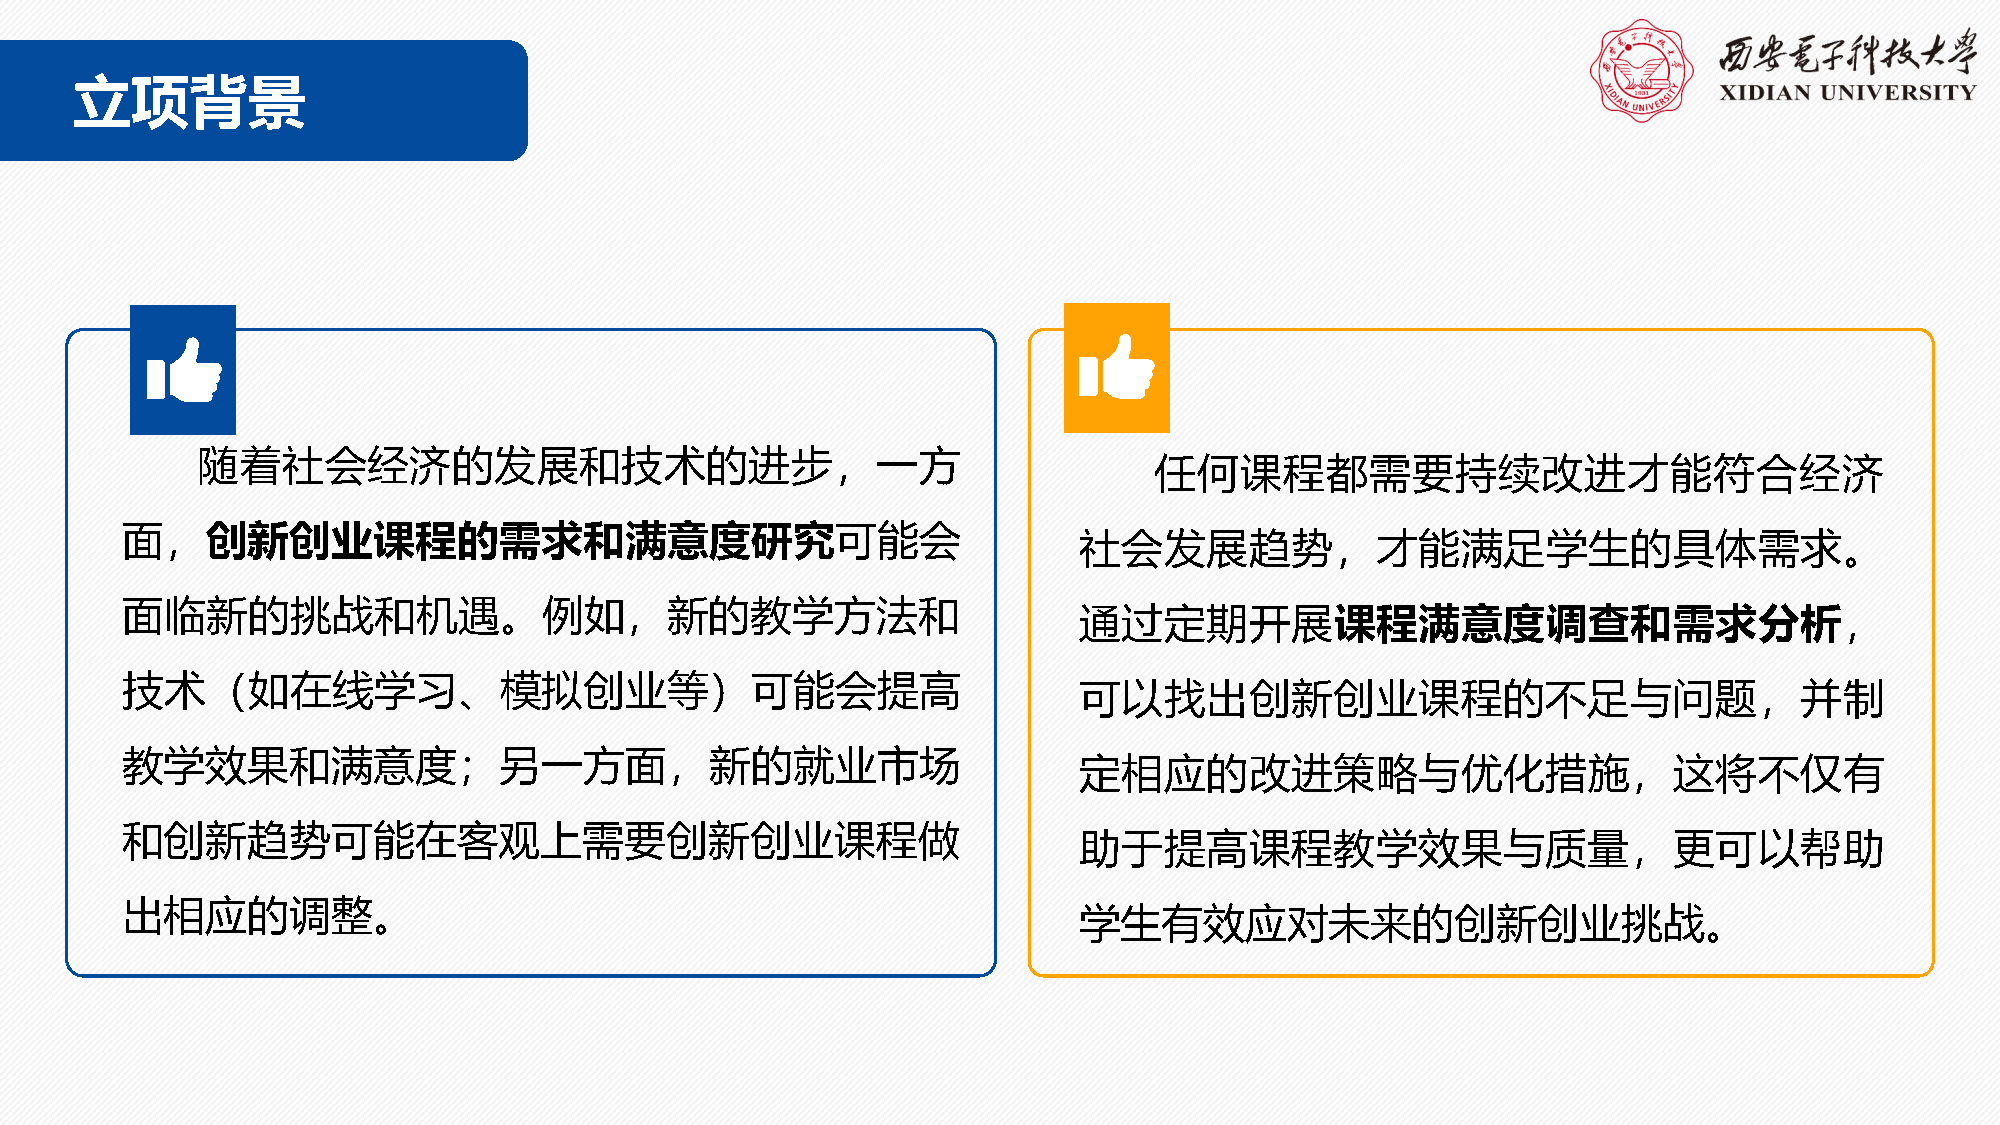 立项背景
西安电子科技大学
XIDIAN UNIVERSITY
XIDIAN UNIVERSITY
1931
随着社会经济的发展和技术的进步，一方
面，创新创业课程的需求和满意度研究可能会
面临新的挑战和机遇。例如，新的教学方法和
技术（如在线学习、模拟创业等）可能会提高
教学效果和满意度；另一方面，新的就业市场
和创新趋势可能在客观上需要创新创业课程做
出相应的调整。
任何课程都需要持续改进才能符合经济
社会发展趋势，才能满足学生的具体需求。
通过定期开展课程满意度调查和需求分析，
可以找出创新创业课程的不足与问题，并制
定相应的改进策略与优化措施，这将不仅有
助于提高课程教学效果与质量，更可以帮助
学生有效应对未来的创新创业挑战。